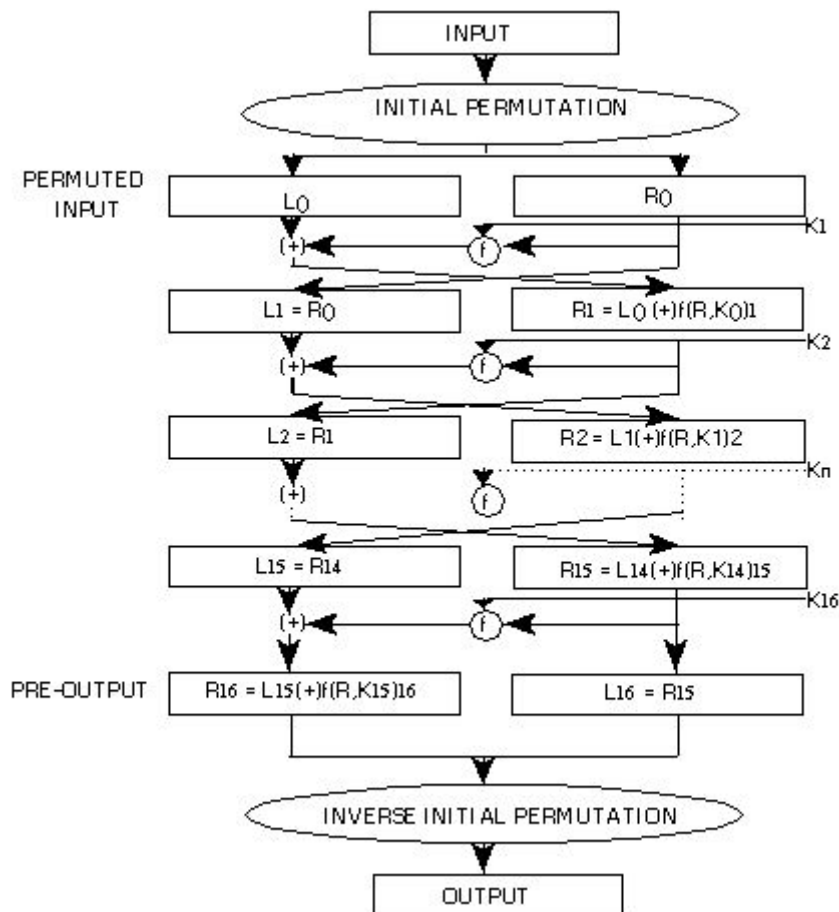 INPUT
INITIAL PERMUTATION
PERMUTED
INPUT
L0
R0
K1
(+)
f
L1 = R0
R1 = L0 (+)f(R,K0)1
K2
(+)
f
L2 = R1
R2 = L1(+)f(R,K1)2
Kn
(+)
f
L15 = R14
R15 = L14(+)f(R,K14)15
K16
(+)
f
PRE-OUTPUT
R16 = L15(+)f(R,K15)16
L16 = R15
INVERSE INITIAL PERMUTATION
OUTPUT